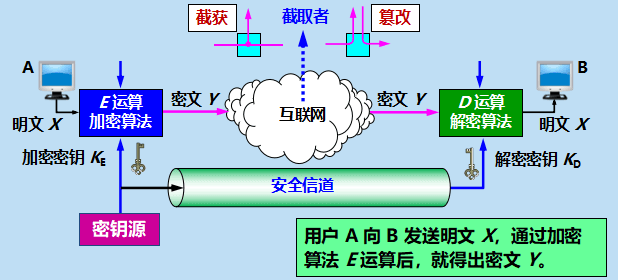 截获
截取者
篡改
A
B
E 运算
加密算法
密文 Y
互联网
密文 Y
D 运算
解密算法
明文 X
明文 X
加密密钥 KE
解密密钥 KD
安全信道
密钥源
用户 A 向 B 发送明文 X，通过加密
算法 E 运算后，就得出密文 Y。